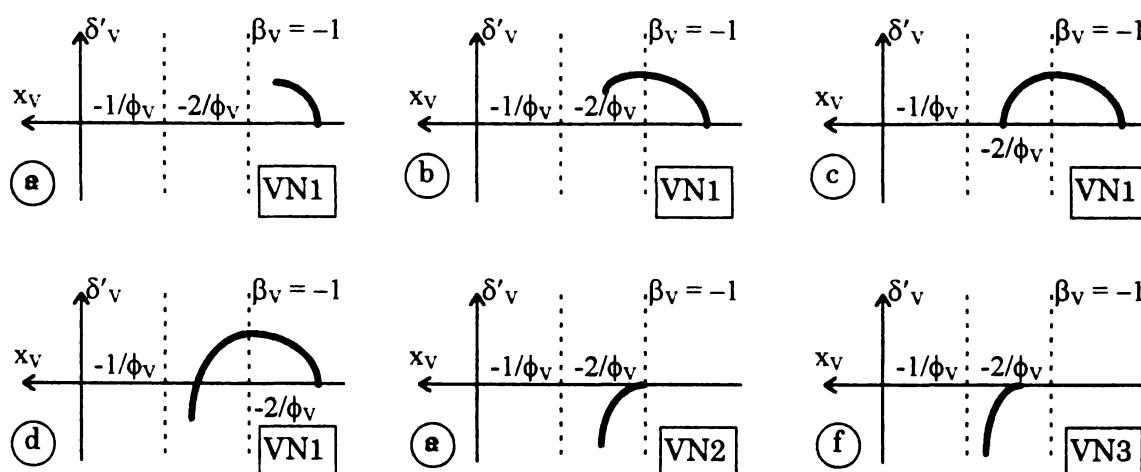 δ'v βv = –1 δ'v βv = –1 δ'v βv = –1
xv -1/ϕv -2/ϕv xv -1/ϕv -2/ϕv xv -1/ϕv
-2/ϕv
VN1 b VN1 c VN1
δ'v βv = –1 δ'v βv = –1 δ'v βv = –1
xv -1/ϕv xv -1/ϕv -2/ϕv xv -1/ϕv -2/ϕv
-2/ϕv
d VN1 VN2 f VN3